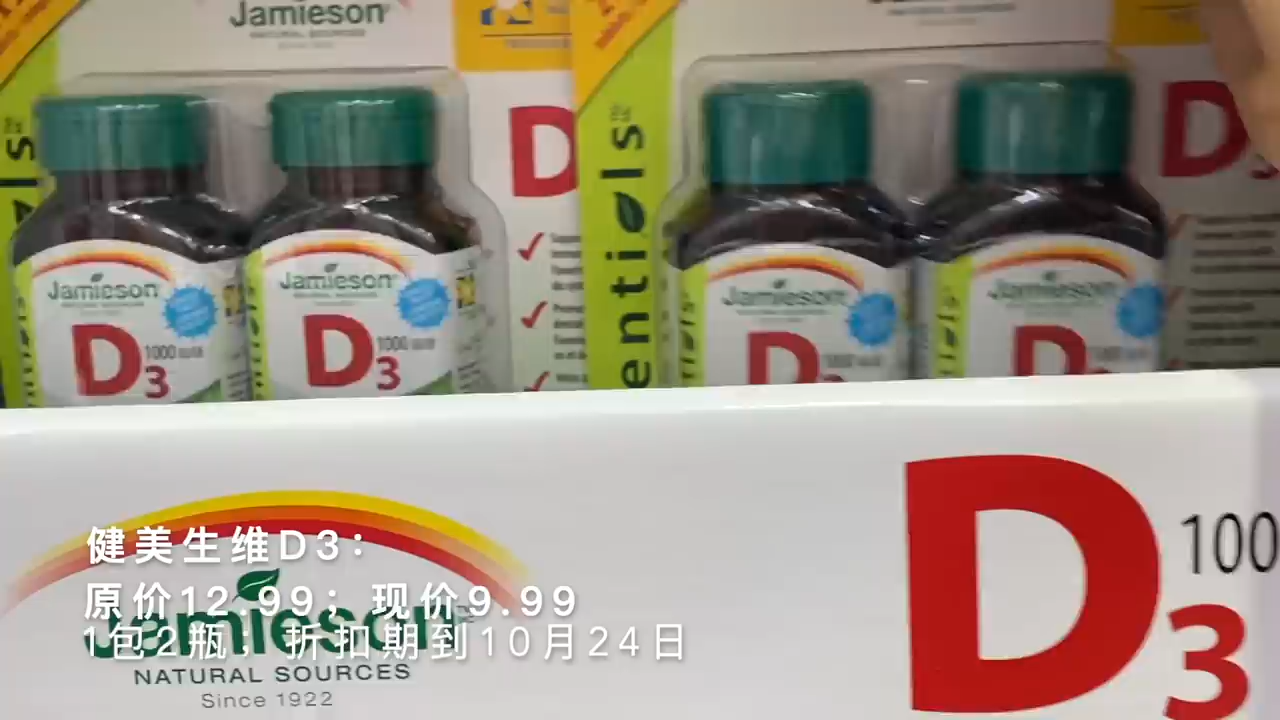 Jamieson
NATURAL SOURCES
D
entials
D
Jamieson
D3
1000
Jamieson
D3
1000
Jamieson
D
Jamieson
D
健美生维D3：
原价12.99；现价9.99
1包2瓶；折扣期到10月24日
Jamieson
NATURAL SOURCES
Since 1922
D3
100